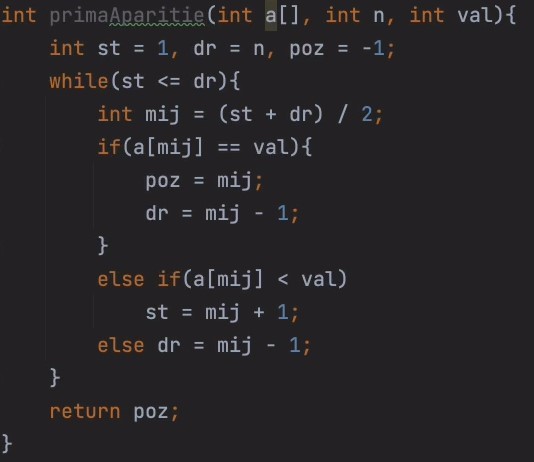 int primaAparitie(int a[], int n, int val){
    int st = 1, dr = n, poz = -1;
    while(st <= dr){
        int mij = (st + dr) / 2;
        if(a[mij] == val){
            poz = mij;
            dr = mij - 1;
        }
        else if(a[mij] < val)
            st = mij + 1;
        else dr = mij - 1;
    }
    return poz;
}